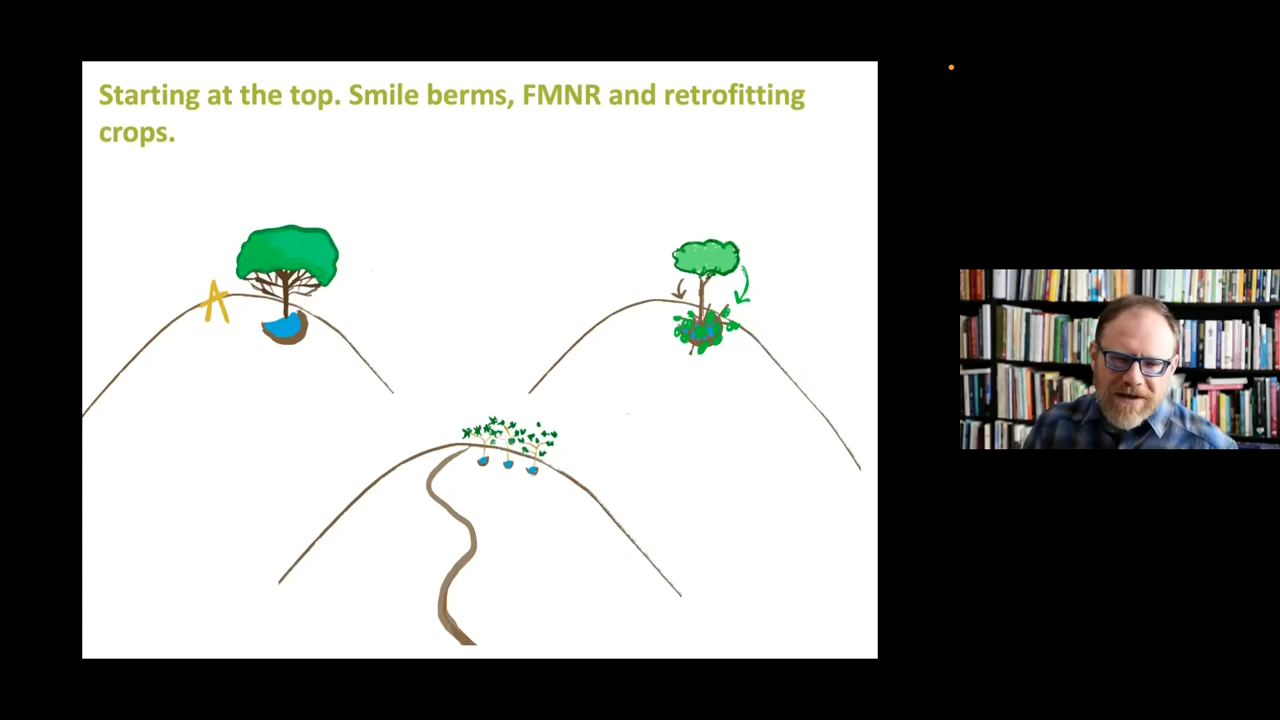 Starting at the top. Smile berms, FMNR and retrofitting
crops.